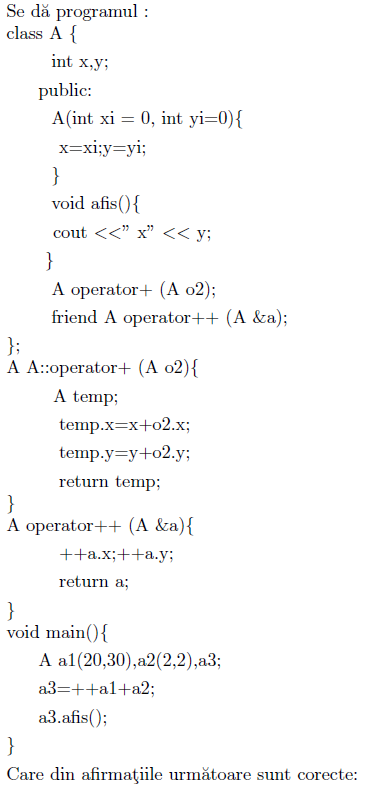 Se dă programul :
class A {
int x,y;
public:
A(int xi = 0, int yi=0){
x=xi;y=yi;
}
void afis(){
cout <<” x” << y;
}
A operator+ (A o2);
friend A operator++ (A &a);
};
A A::operator+ (A o2){
A temp;
temp.x=x+o2.x;
temp.y=y+o2.y;
return temp;
}
A operator++ (A &a){
++a.x;++a.y;
return a;
}
void main(){
A a1(20,30),a2(2,2),a3;
a3=++a1+a2;
a3.afis();
}
Care din afirmaţiile următoare sunt corecte: